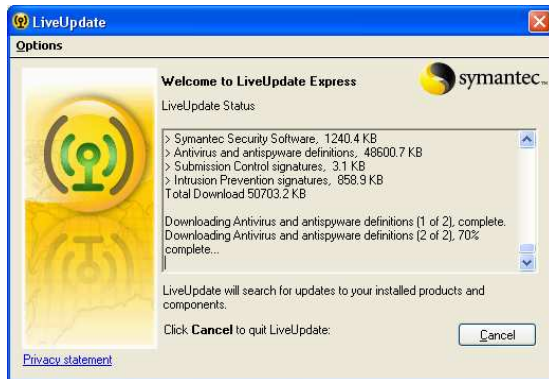 LiveUpdate
Options
Welcome to LiveUpdate Express
symantec.
LiveUpdate Status
> Symantec Security Software, 1240.4 KB
> Antivirus and antispyware definitions, 48600.7 KB
> Submission Control signatures, 3.1 KB
> Intrusion Prevention signatures, 858.9 KB
Total Download 50703.2 KB
Downloading Antivirus and antispyware definitions (1 of 2), complete.
Downloading Antivirus and antispyware definitions (2 of 2), 70%
complete...
LiveUpdate will search for updates to your installed products and
components.
Click Cancel to quit LiveUpdate:
Cancel
Privacy statement